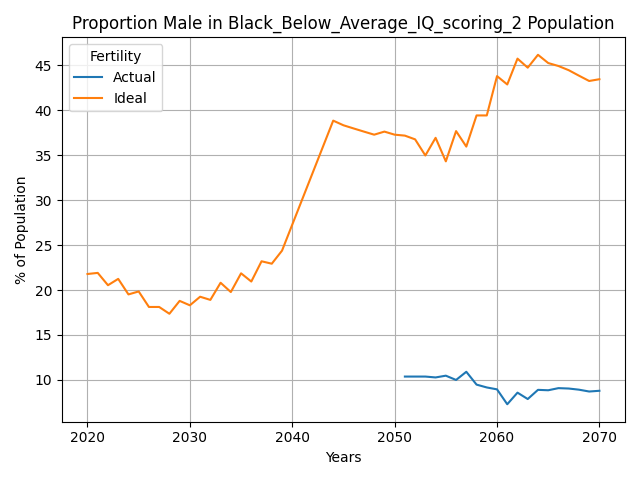 Proportion Male in Black_Below_Average_IQ_scoring_2 Population
Fertility
Actual
Ideal
% of Population
45
40
35
30
25
20
15
10
2020 2030 2040 2050 2060 2070
Years